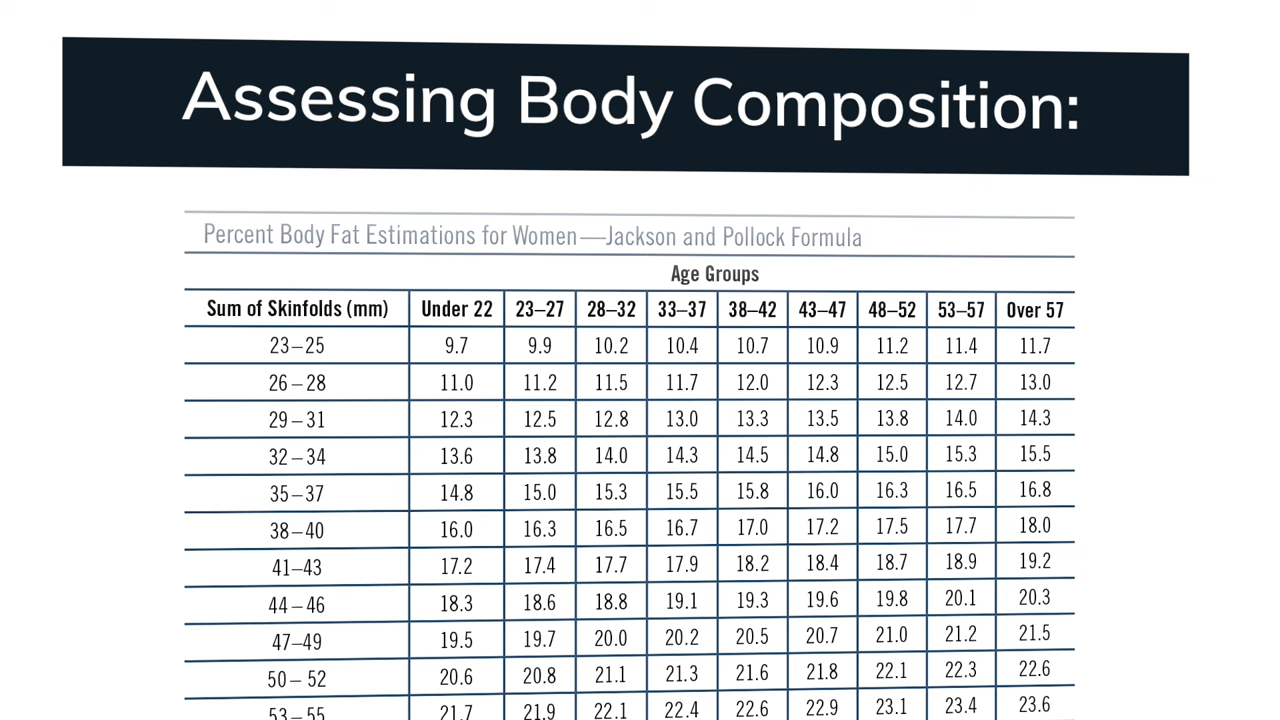 Assessing Body Composition:
Percent Body Fat Estimations for Women—Jackson and Pollock Formula
Age Groups
Sum of Skinfolds (mm) Under 22 23–27 28–32 33–37 38–42 43–47 48–52 53–57 Over 57
23–25 9.7 9.9 10.2 10.4 10.7 10.9 11.2 11.4 11.7
26–28 11.0 11.2 11.5 11.7 12.0 12.3 12.5 12.7 13.0
29–31 12.3 12.5 12.8 13.0 13.3 13.5 13.8 14.0 14.3
32–34 13.6 13.8 14.0 14.3 14.5 14.8 15.0 15.3 15.5
35–37 14.8 15.0 15.3 15.5 15.8 16.0 16.3 16.5 16.8
38–40 16.0 16.3 16.5 16.7 17.0 17.2 17.5 17.7 18.0
41–43 17.2 17.4 17.7 17.9 18.2 18.4 18.7 18.9 19.2
44–46 18.3 18.6 18.8 19.1 19.3 19.6 19.8 20.1 20.3
47–49 19.5 19.7 20.0 20.2 20.5 20.7 21.0 21.2 21.5
50–52 20.6 20.8 21.1 21.3 21.6 21.8 22.1 22.3 22.6
53–55 21.7 21.9 22.1 22.4 22.6 22.9 23.1 23.4 23.6